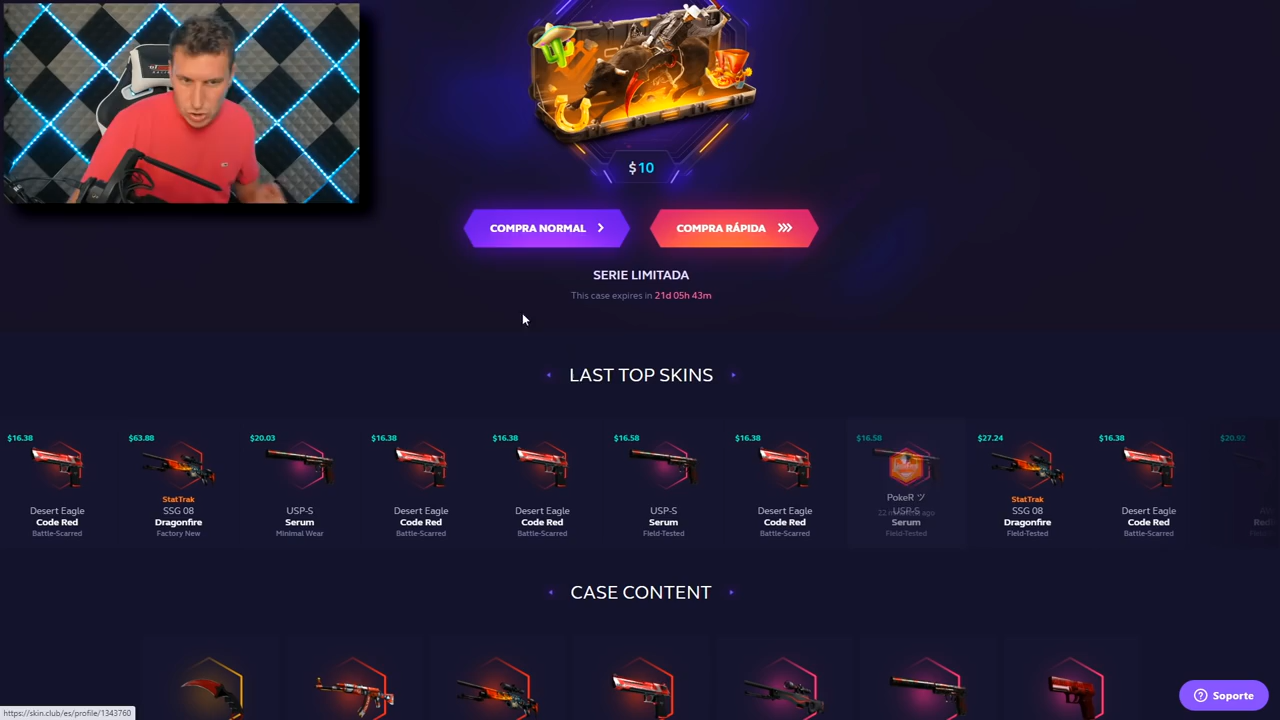 $10
COMPRA NORMAL
COMPRA RÁPIDA
SERIE LIMITADA
This case expires in 21d 05h 43m
LAST TOP SKINS
$16.38
Desert Eagle
Code Red
Battle-Scarred
$63.88
StatTrak
SSG 08
Dragonfire
Factory New
$20.03
USP-S
Serum
Minimal Wear
$16.38
Desert Eagle
Code Red
Battle-Scarred
$16.38
Desert Eagle
Code Red
Battle-Scarred
$16.58
USP-S
Serum
Field-Tested
$16.38
Desert Eagle
Code Red
Battle-Scarred
$16.58
PokeR ツ
USP-S
Serum
Field-Tested
$27.24
StatTrak
SSG 08
Dragonfire
Field-Tested
$16.38
Desert Eagle
Code Red
Battle-Scarred
$20.92
CASE CONTENT
Soporte
https://skin.club/es/profile/1343760